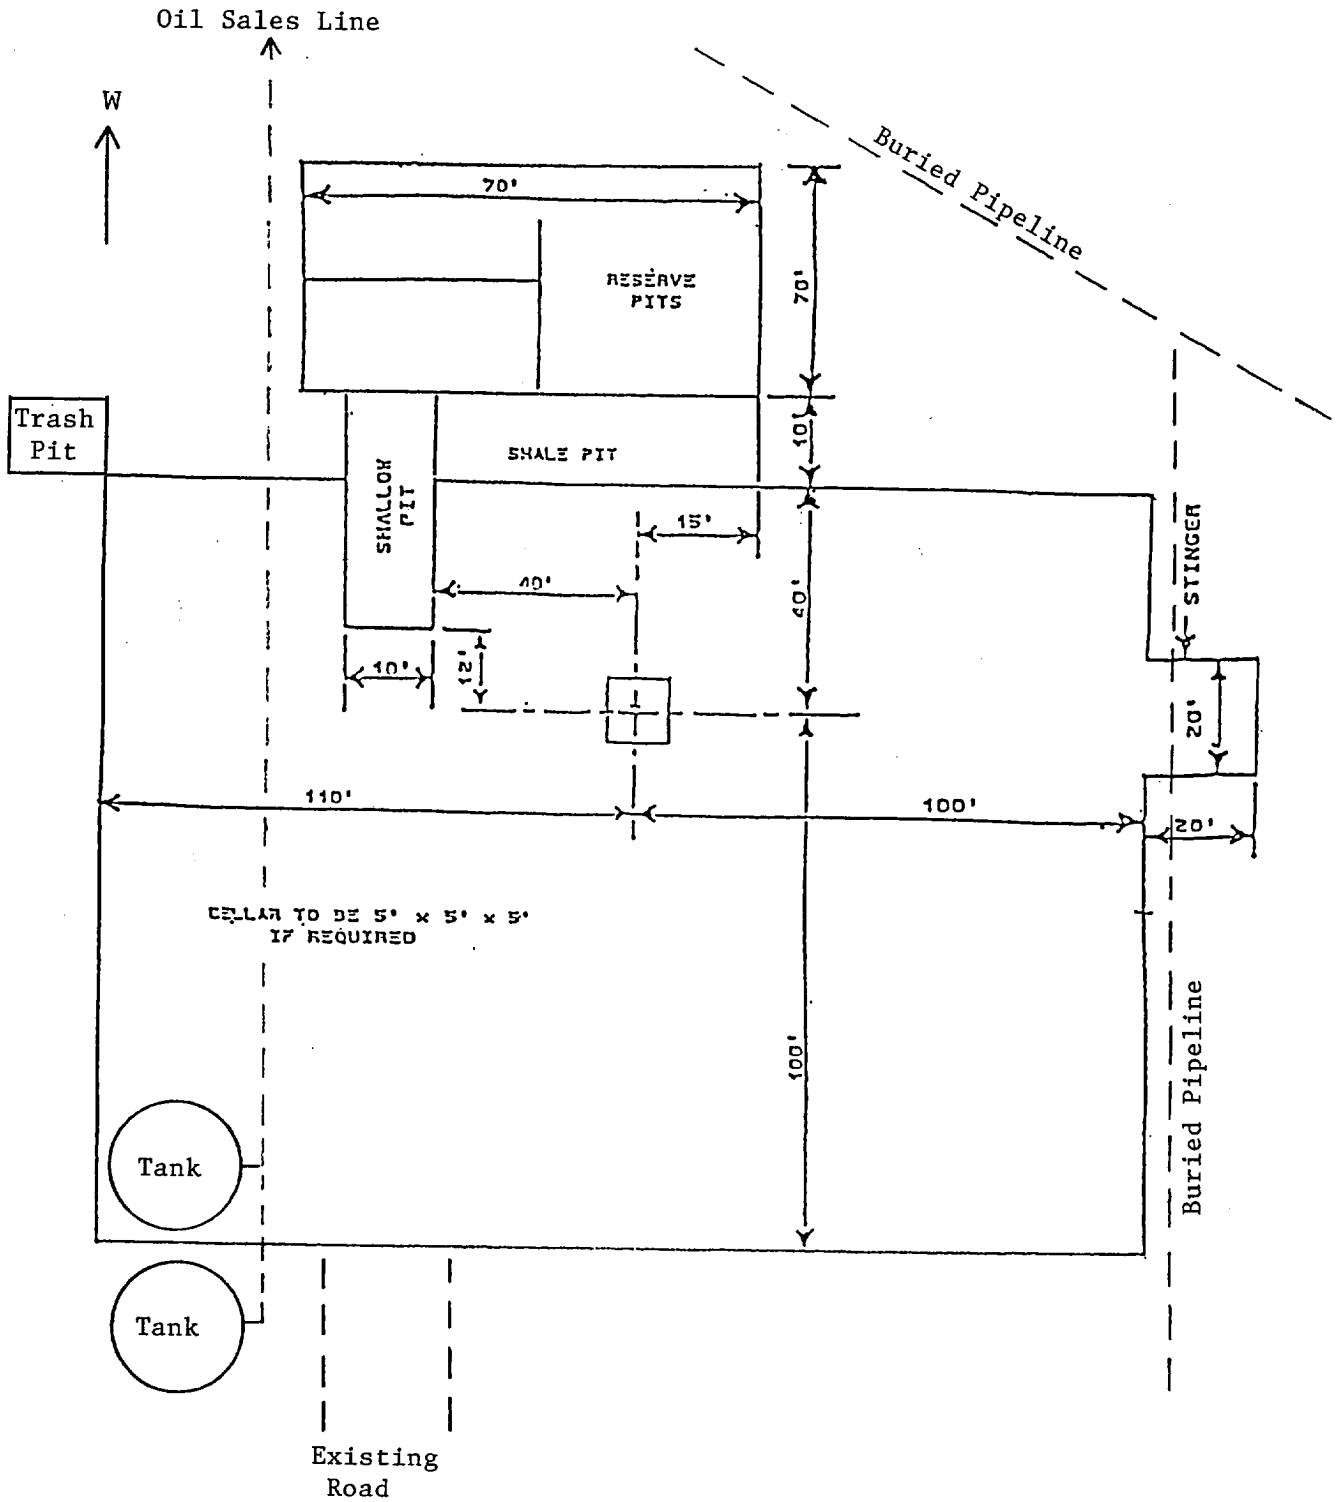 Oil Sales Line
W
Buried Pipeline
70'
RESERVE
PITS
70'
Trash
Pit
10'
SHALE PIT
SHALLOW
PIT
15'
STINGER
40'
40'
10'
12'
20'
110'
100'
20'
CELLAR TO BE 5' x 5' x 5'
IF REQUIRED
100'
Buried Pipeline
Tank
Tank
Existing
Road